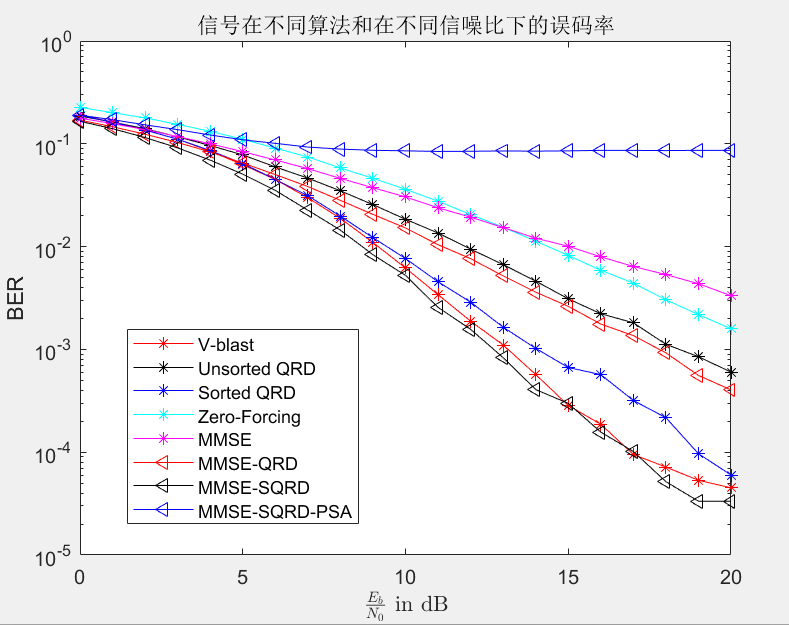 信号在不同算法和在不同信噪比下的误码率
10^0
10^-1
10^-2
10^-3
10^-4
10^-5
BER
V-blast
Unsorted QRD
Sorted QRD
Zero-Forcing
MMSE
MMSE-QRD
MMSE-SQRD
MMSE-SQRD-PSA
0 5 10 15 20
E_b/N_0 in dB